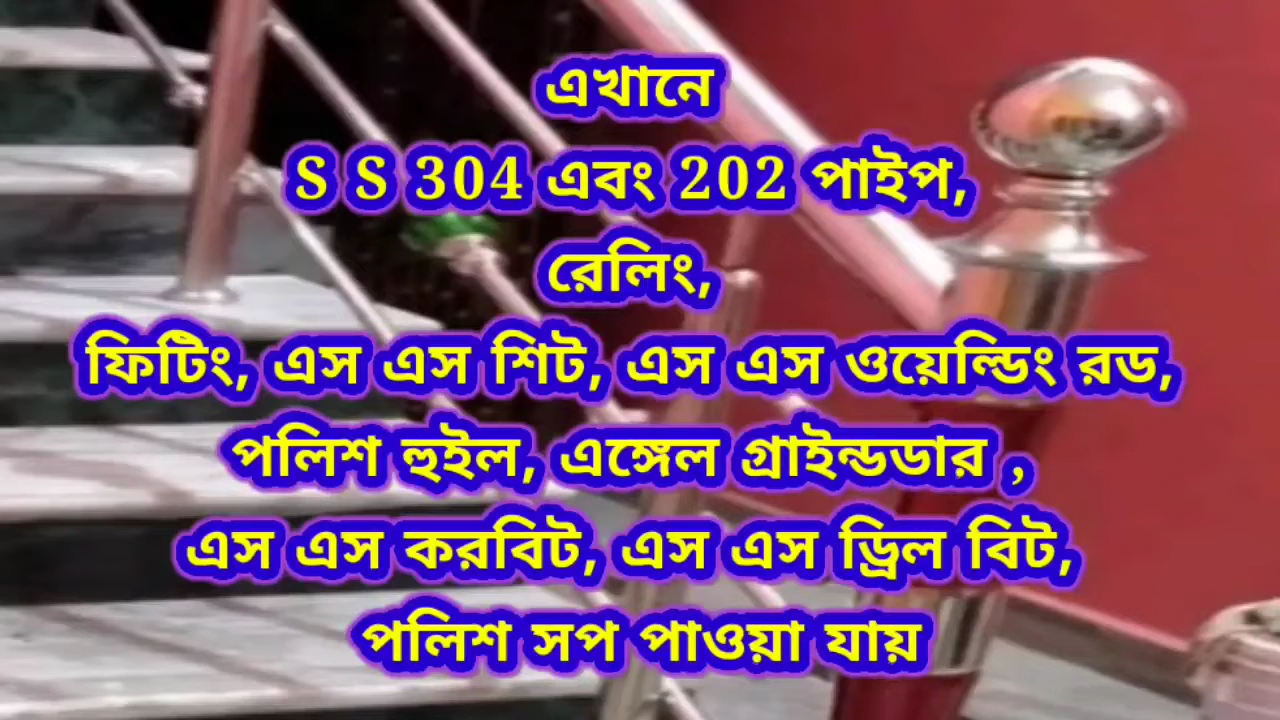 এখানে
S S 304 এবং 202 পাইপ,
রেলিং,
ফিটিং, এস এস শিট, এস এস ওয়েল্ডিং রড,
পলিশ হুইল, এঙ্গেল গ্রাইন্ডডার ,
এস এস করবিট, এস এস ড্রিল বিট,
পলিশ সপ পাওয়া যায়